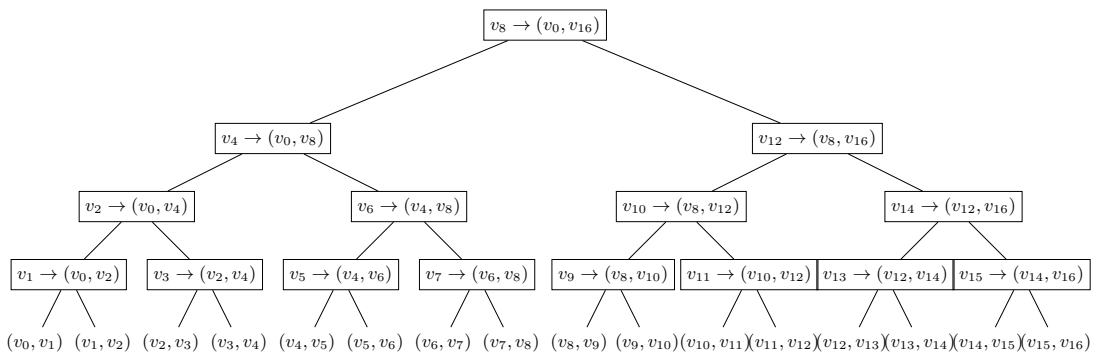 v₈ → (v₀, v₁₆)
v₄ → (v₀, v₈) v₁₂ → (v₈, v₁₆)
v₂ → (v₀, v₄) v₆ → (v₄, v₈) v₁₀ → (v₈, v₁₂) v₁₄ → (v₁₂, v₁₆)
v₁ → (v₀, v₂) v₃ → (v₂, v₄) v₅ → (v₄, v₆) v₇ → (v₆, v₈) v₉ → (v₈, v₁₀) v₁₁ → (v₁₀, v₁₂) v₁₃ → (v₁₂, v₁₄) v₁₅ → (v₁₄, v₁₆)
(v₀, v₁) (v₁, v₂) (v₂, v₃) (v₃, v₄) (v₄, v₅) (v₅, v₆) (v₆, v₇) (v₇, v₈) (v₈, v₉) (v₉, v₁₀) (v₁₀, v₁₁) (v₁₁, v₁₂) (v₁₂, v₁₃) (v₁₃, v₁₄) (v₁₄, v₁₅) (v₁₅, v₁₆)